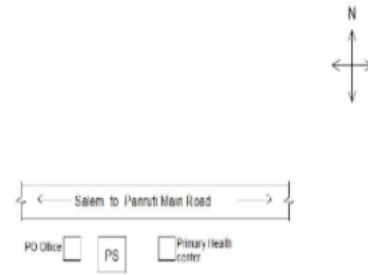 N
Salem to Panruti Main Road
PO Office
PS
Primary Health
center